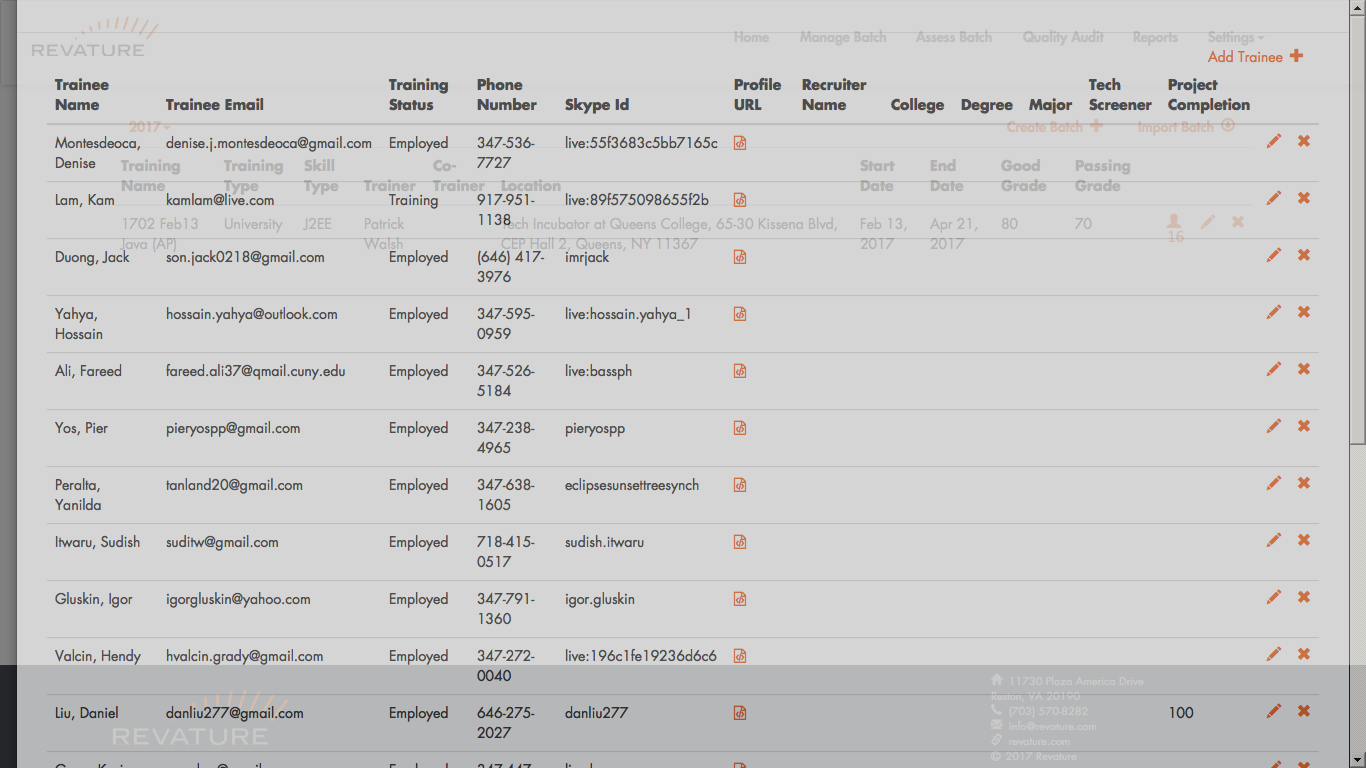 REVATURE
Home Manage Batch Assess Batch Quality Audit Reports Settings
Add Trainee
Trainee Name Trainee Email Training Status Phone Number Skype Id Profile URL Recruiter Name College Degree Major Tech Screener Project Completion
2017 Create Batch Import Batch
Montesdeoca, Denise denise.j.montesdeoca@gmail.com Employed 347-536-7727 live:55f3683c5bb7165c
Training Name Training Type Skill Type Trainer Co-Trainer Location Start Date End Date Good Grade Passing Grade
Lam, Kam kamlam@live.com Training 917-951-1138 live:89f575098655f2b
1702 Feb13 Java (AP) University J2EE Patrick Walsh Tech Incubator at Queens College, 65-30 Kissena Blvd, CEP Hall 2, Queens, NY 11367 Feb 13, 2017 Apr 21, 2017 80 70 16
Duong, Jack son.jack0218@gmail.com Employed (646) 417-3976 imrjack
Yahya, Hossain hossain.yahya@outlook.com Employed 347-595-0959 live:hossain.yahya_1
Ali, Fareed fareed.ali37@qmail.cuny.edu Employed 347-526-5184 live:bassph
Yos, Pier pieryospp@gmail.com Employed 347-238-4965 pieryospp
Peralta, Yanilda tanland20@gmail.com Employed 347-638-1605 eclipsesunsettreesynch
Itwaru, Sudish suditw@gmail.com Employed 718-415-0517 sudish.itwaru
Gluskin, Igor igorgluskin@yahoo.com Employed 347-791-1360 igor.gluskin
Valcin, Hendy hvalcin.grady@gmail.com Employed 347-272-0040 live:196c1fe19236d6c6
Liu, Daniel danliu277@gmail.com Employed 646-275-2027 danliu277 100
REVATURE
11730 Plaza America Drive
Reston, VA 20190
(703) 570-8282
info@revature.com
revature.com
© 2017 Revature